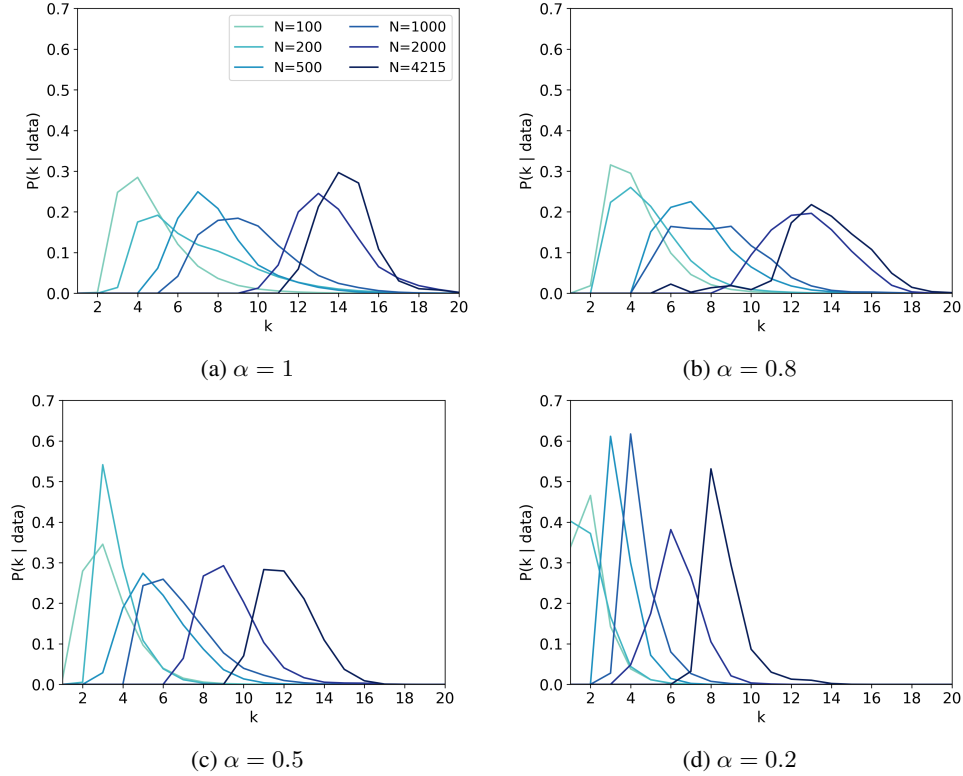 0.7
0.6
0.5
0.4
0.3
0.2
0.1
0.0
P(k | data)
N=100 N=1000
N=200 N=2000
N=500 N=4215
2 4 6 8 10 12 14 16 18 20
k
(a) α = 1
0.7
0.6
0.5
0.4
0.3
0.2
0.1
0.0
P(k | data)
2 4 6 8 10 12 14 16 18 20
k
(b) α = 0.8
0.7
0.6
0.5
0.4
0.3
0.2
0.1
0.0
P(k | data)
2 4 6 8 10 12 14 16 18 20
k
(c) α = 0.5
0.7
0.6
0.5
0.4
0.3
0.2
0.1
0.0
P(k | data)
2 4 6 8 10 12 14 16 18 20
k
(d) α = 0.2